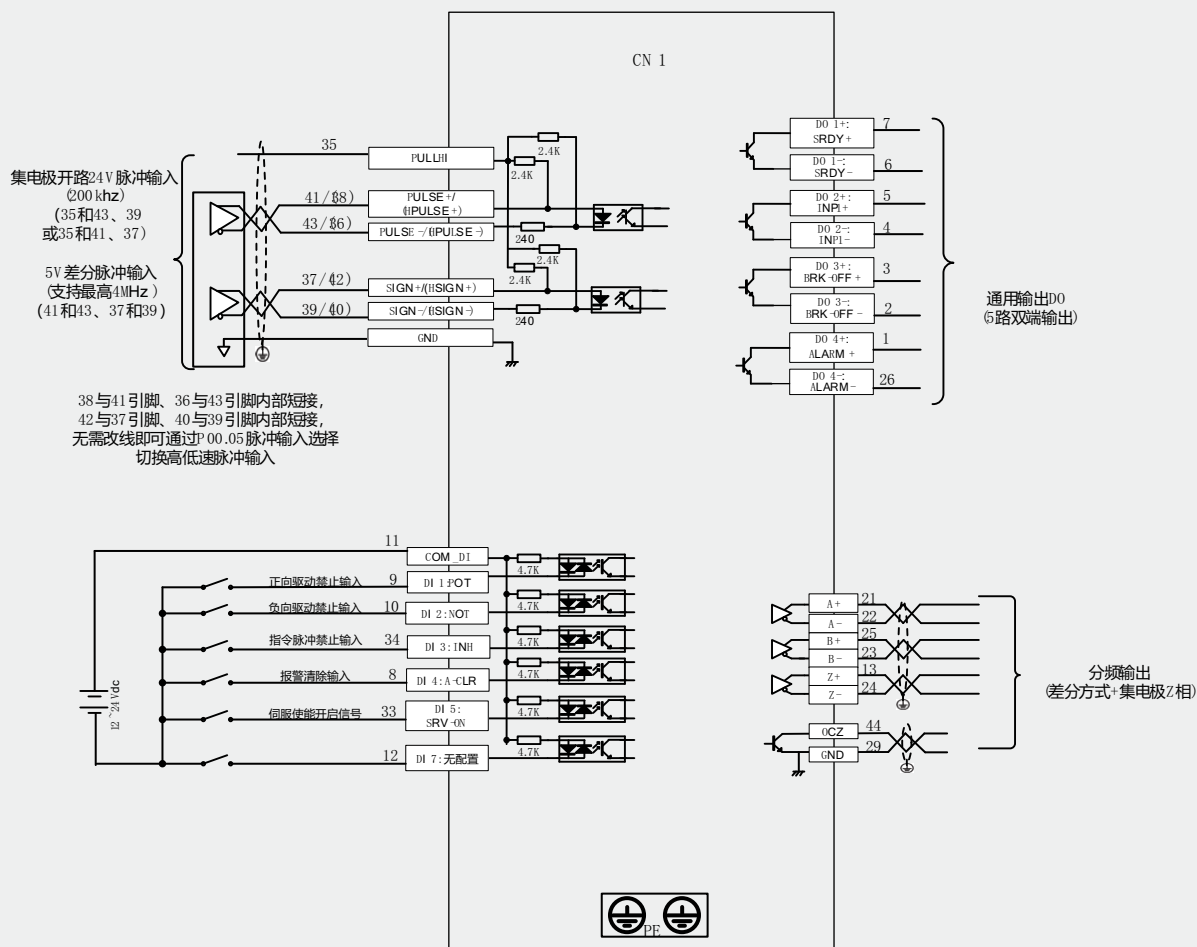 CN 1
35
PULLHI
2.4K
2.4K
集电极开路24V脉冲输入
(200khz)
(35和43、39
或35和41、37)
41/(38)
PULSE+/
(HPULSE+)
43/(36)
PULSE-/(HPULSE-)
240
2.4K
2.4K
5V差分脉冲输入
(支持最高4MHz)
(41和43、37和39)
37/(42)
SIGN+/(HSIGN+)
39/(40)
SIGN-/(HSIGN-)
240
GND
38与41引脚、36与43引脚内部短接,
42与37引脚、40与39引脚内部短接,
无需改线即可通过P00.05脉冲输入选择
切换高低速脉冲输入
DO 1+:
SRDY+
7
DO 1-:
SRDY-
6
DO 2+:
INP1+
5
DO 2-:
INP1-
4
DO 3+:
BRK-OFF+
3
DO 3-:
BRK-OFF-
2
DO 4+:
ALARM+
1
DO 4-:
ALARM-
26
通用输出DO
(5路双端输出)
11
COM_DI
4.7K
正向驱动禁止输入
9
DI 1:POT
4.7K
负向驱动禁止输入
10
DI 2:NOT
4.7K
指令脉冲禁止输入
34
DI 3:INH
4.7K
报警清除输入
8
DI 4:A-CLR
4.7K
伺服使能开启信号
33
DI 5:
SRV-ON
4.7K
12
DI 7:无配置
12~24Vdc
A+
21
A-
22
B+
25
B-
23
Z+
13
Z-
24
OCZ
44
GND
29
分频输出
(差分方式+集电极Z相)
PE